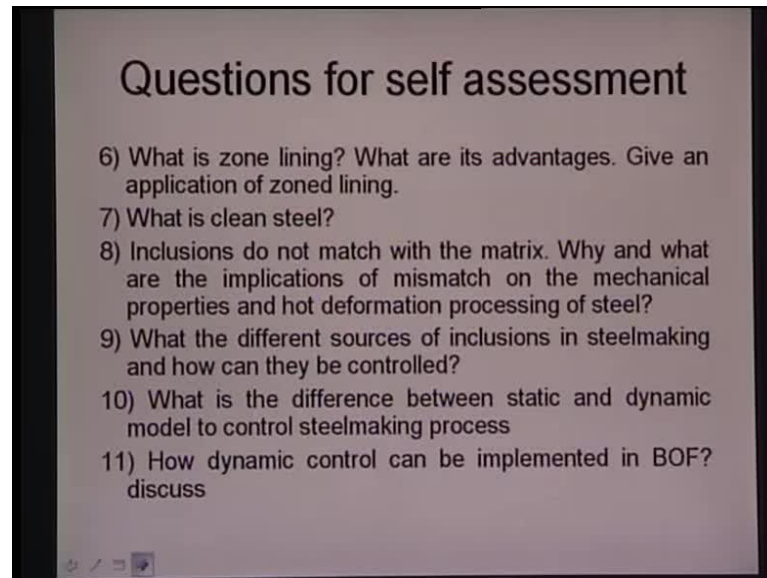 Questions for self assessment
6) What is zone lining? What are its advantages. Give an
application of zoned lining.
7) What is clean steel?
8) Inclusions do not match with the matrix. Why and what
are the implications of mismatch on the mechanical
properties and hot deformation processing of steel?
9) What the different sources of inclusions in steelmaking
and how can they be controlled?
10) What is the difference between static and dynamic
model to control steelmaking process
11) How dynamic control can be implemented in BOF?
discuss